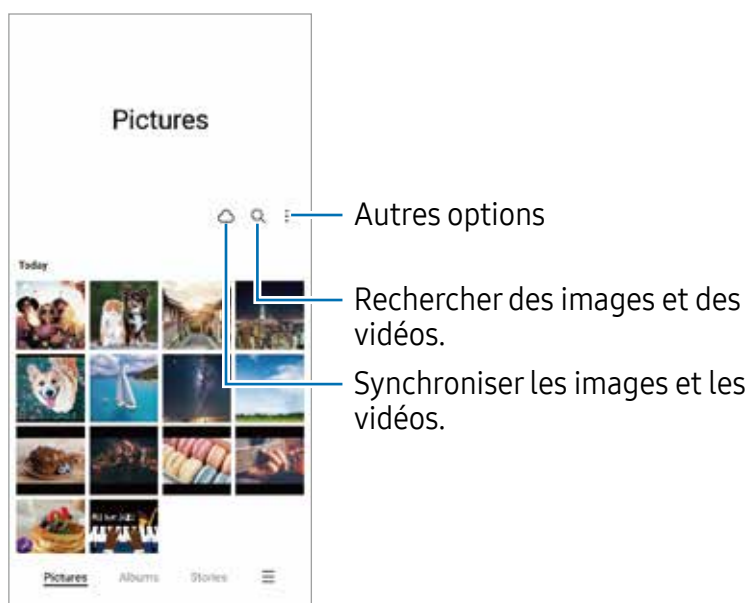 Pictures
Autres options
Today
Rechercher des images et des
vidéos.
Synchroniser les images et les
vidéos.
Pictures
Albums
Stories